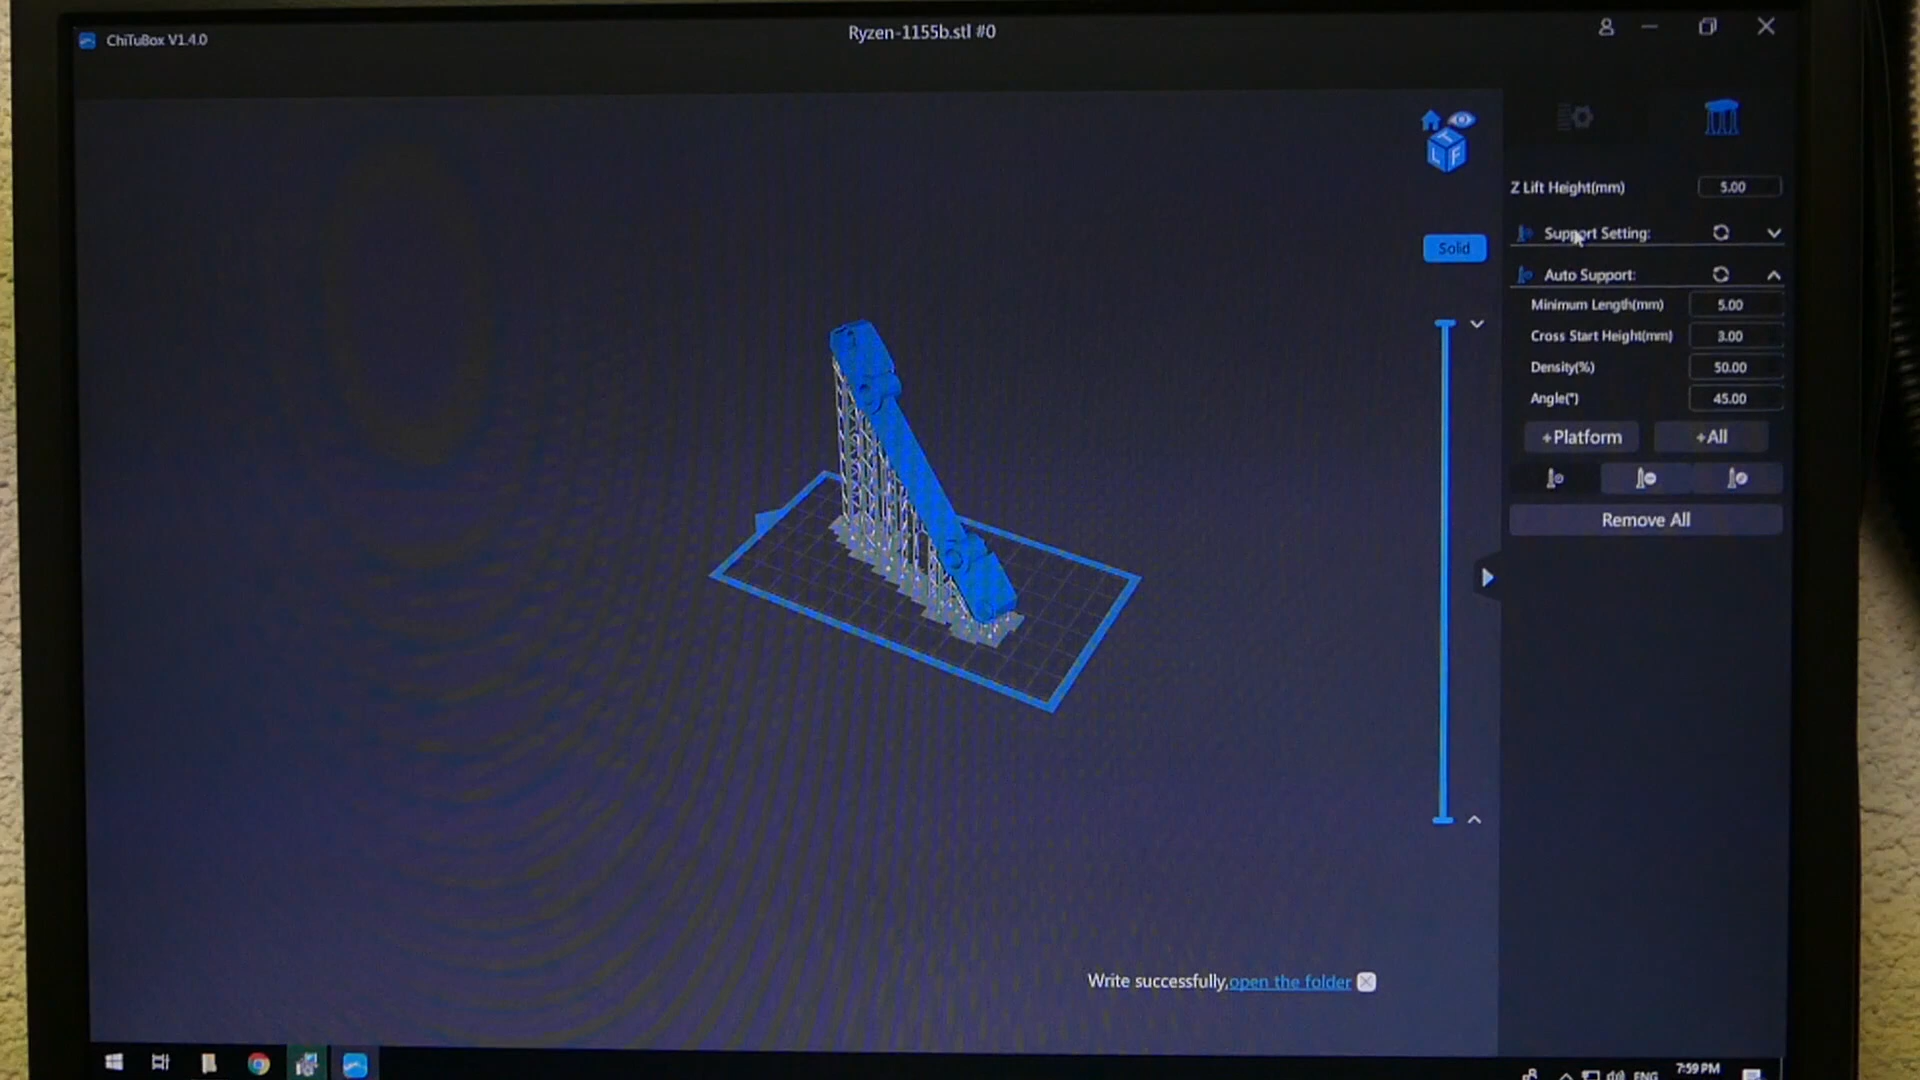 ChiTuBox V1.4.0
Ryzen-1155b.stl #0
T
L F
Z Lift Height(mm) 5.00
Support Setting:
Solid
Auto Support:
Minimum Length(mm) 5.00
Cross Start Height(mm) 3.00
Density(%) 50.00
Angle(°) 45.00
+Platform +All
Remove All
Write successfully,open the folder
ENG 7:59 PM